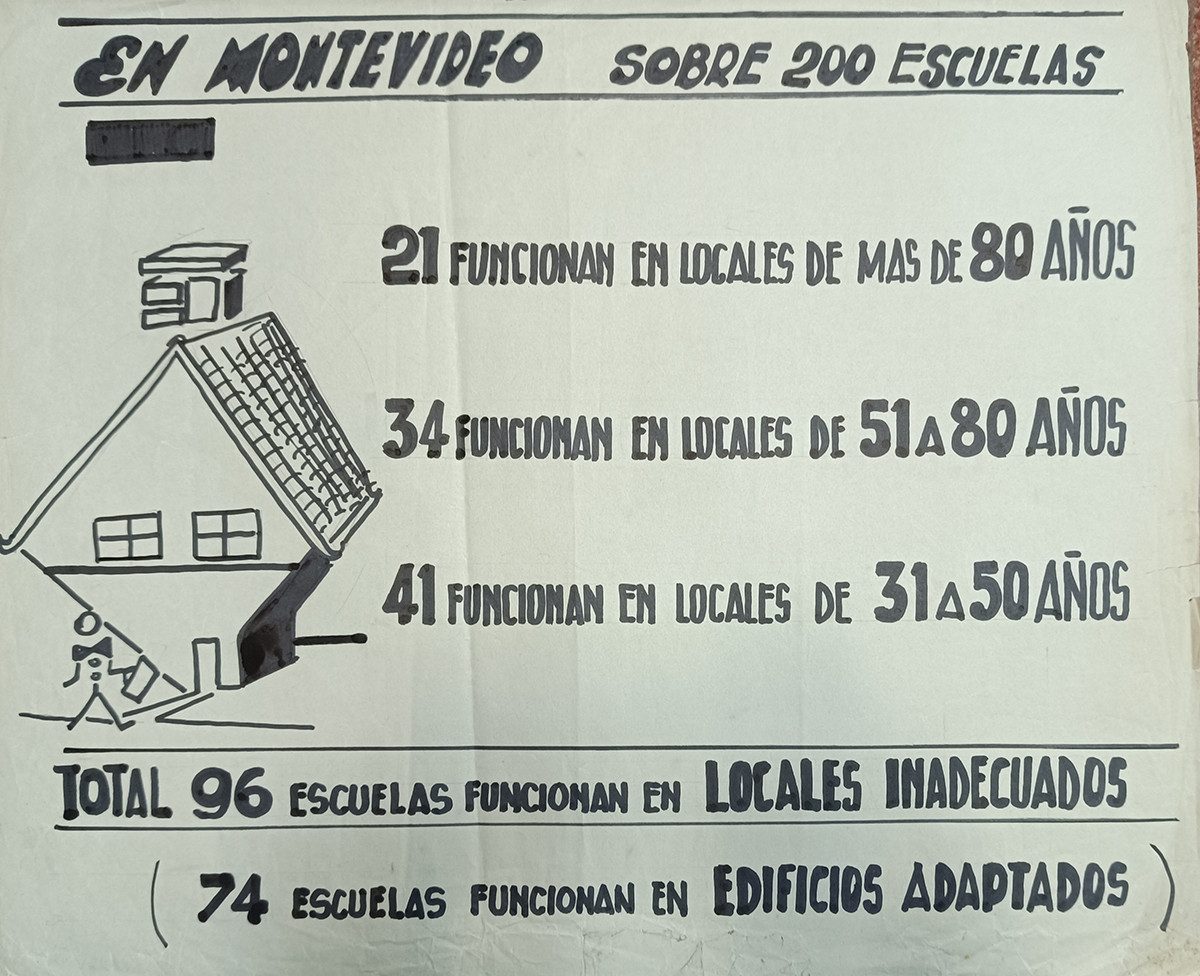 EN MONTEVIDEO SOBRE 200 ESCUELAS
21 FUNCIONAN EN LOCALES DE MAS DE 80 AÑOS
34 FUNCIONAN EN LOCALES DE 51 A 80 AÑOS
41 FUNCIONAN EN LOCALES DE 31 A 50 AÑOS
TOTAL 96 ESCUELAS FUNCIONAN EN LOCALES INADECUADOS
( 74 ESCUELAS FUNCIONAN EN EDIFICIOS ADAPTADOS )